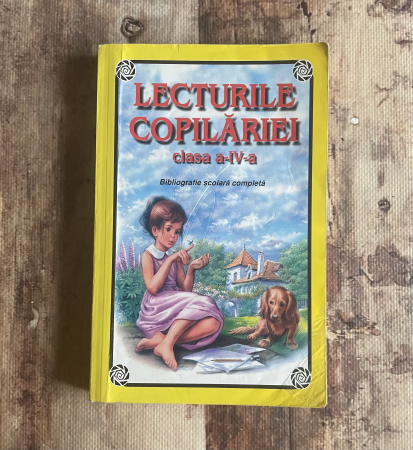 LECTURILE
COPILĂRIEI
clasa a-IV-a
Bibliografie școlară completă